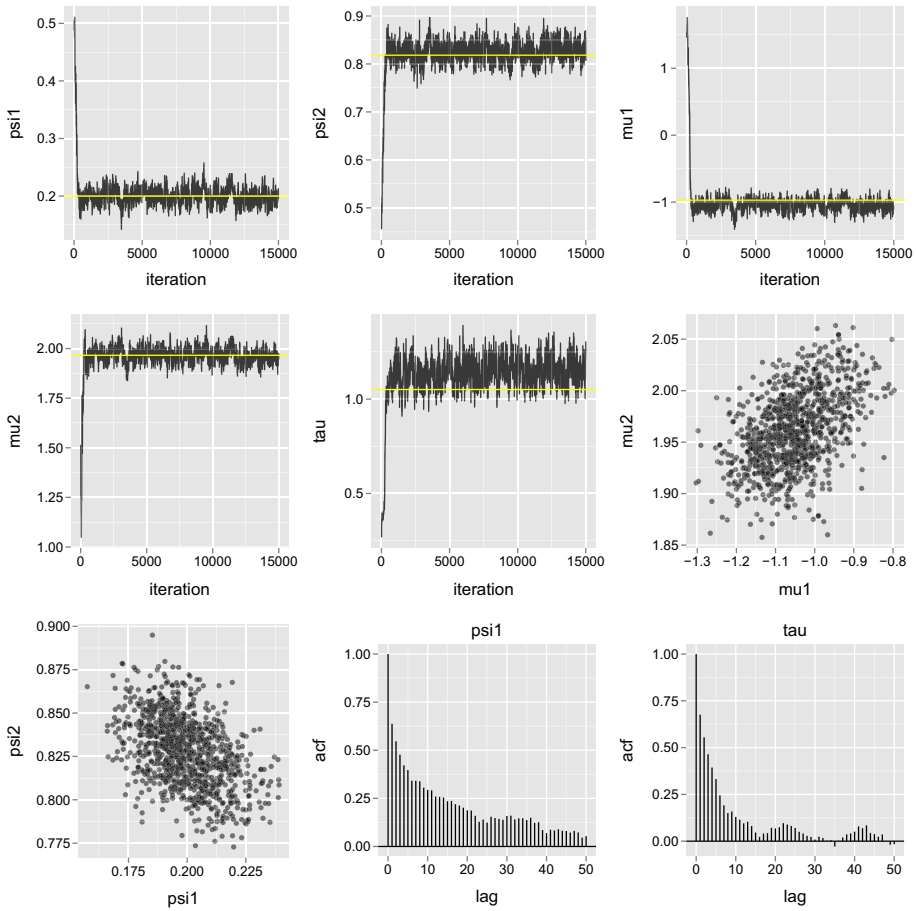 psi1
0.5
0.4
0.3
0.2
0 5000 10000 15000
iteration
psi2
0.9
0.8
0.7
0.6
0.5
0 5000 10000 15000
iteration
mu1
1
0
−1
0 5000 10000 15000
iteration
mu2
2.00
1.75
1.50
1.25
1.00
0 5000 10000 15000
iteration
tau
1.0
0.5
0 5000 10000 15000
iteration
mu2
2.05
2.00
1.95
1.90
1.85
−1.3 −1.2 −1.1 −1.0 −0.9 −0.8
mu1
psi2
0.900
0.875
0.850
0.825
0.800
0.775
0.175 0.200 0.225
psi1
psi1
acf
1.00
0.75
0.50
0.25
0.00
0 10 20 30 40 50
lag
tau
acf
1.00
0.75
0.50
0.25
0.00
0 10 20 30 40 50
lag